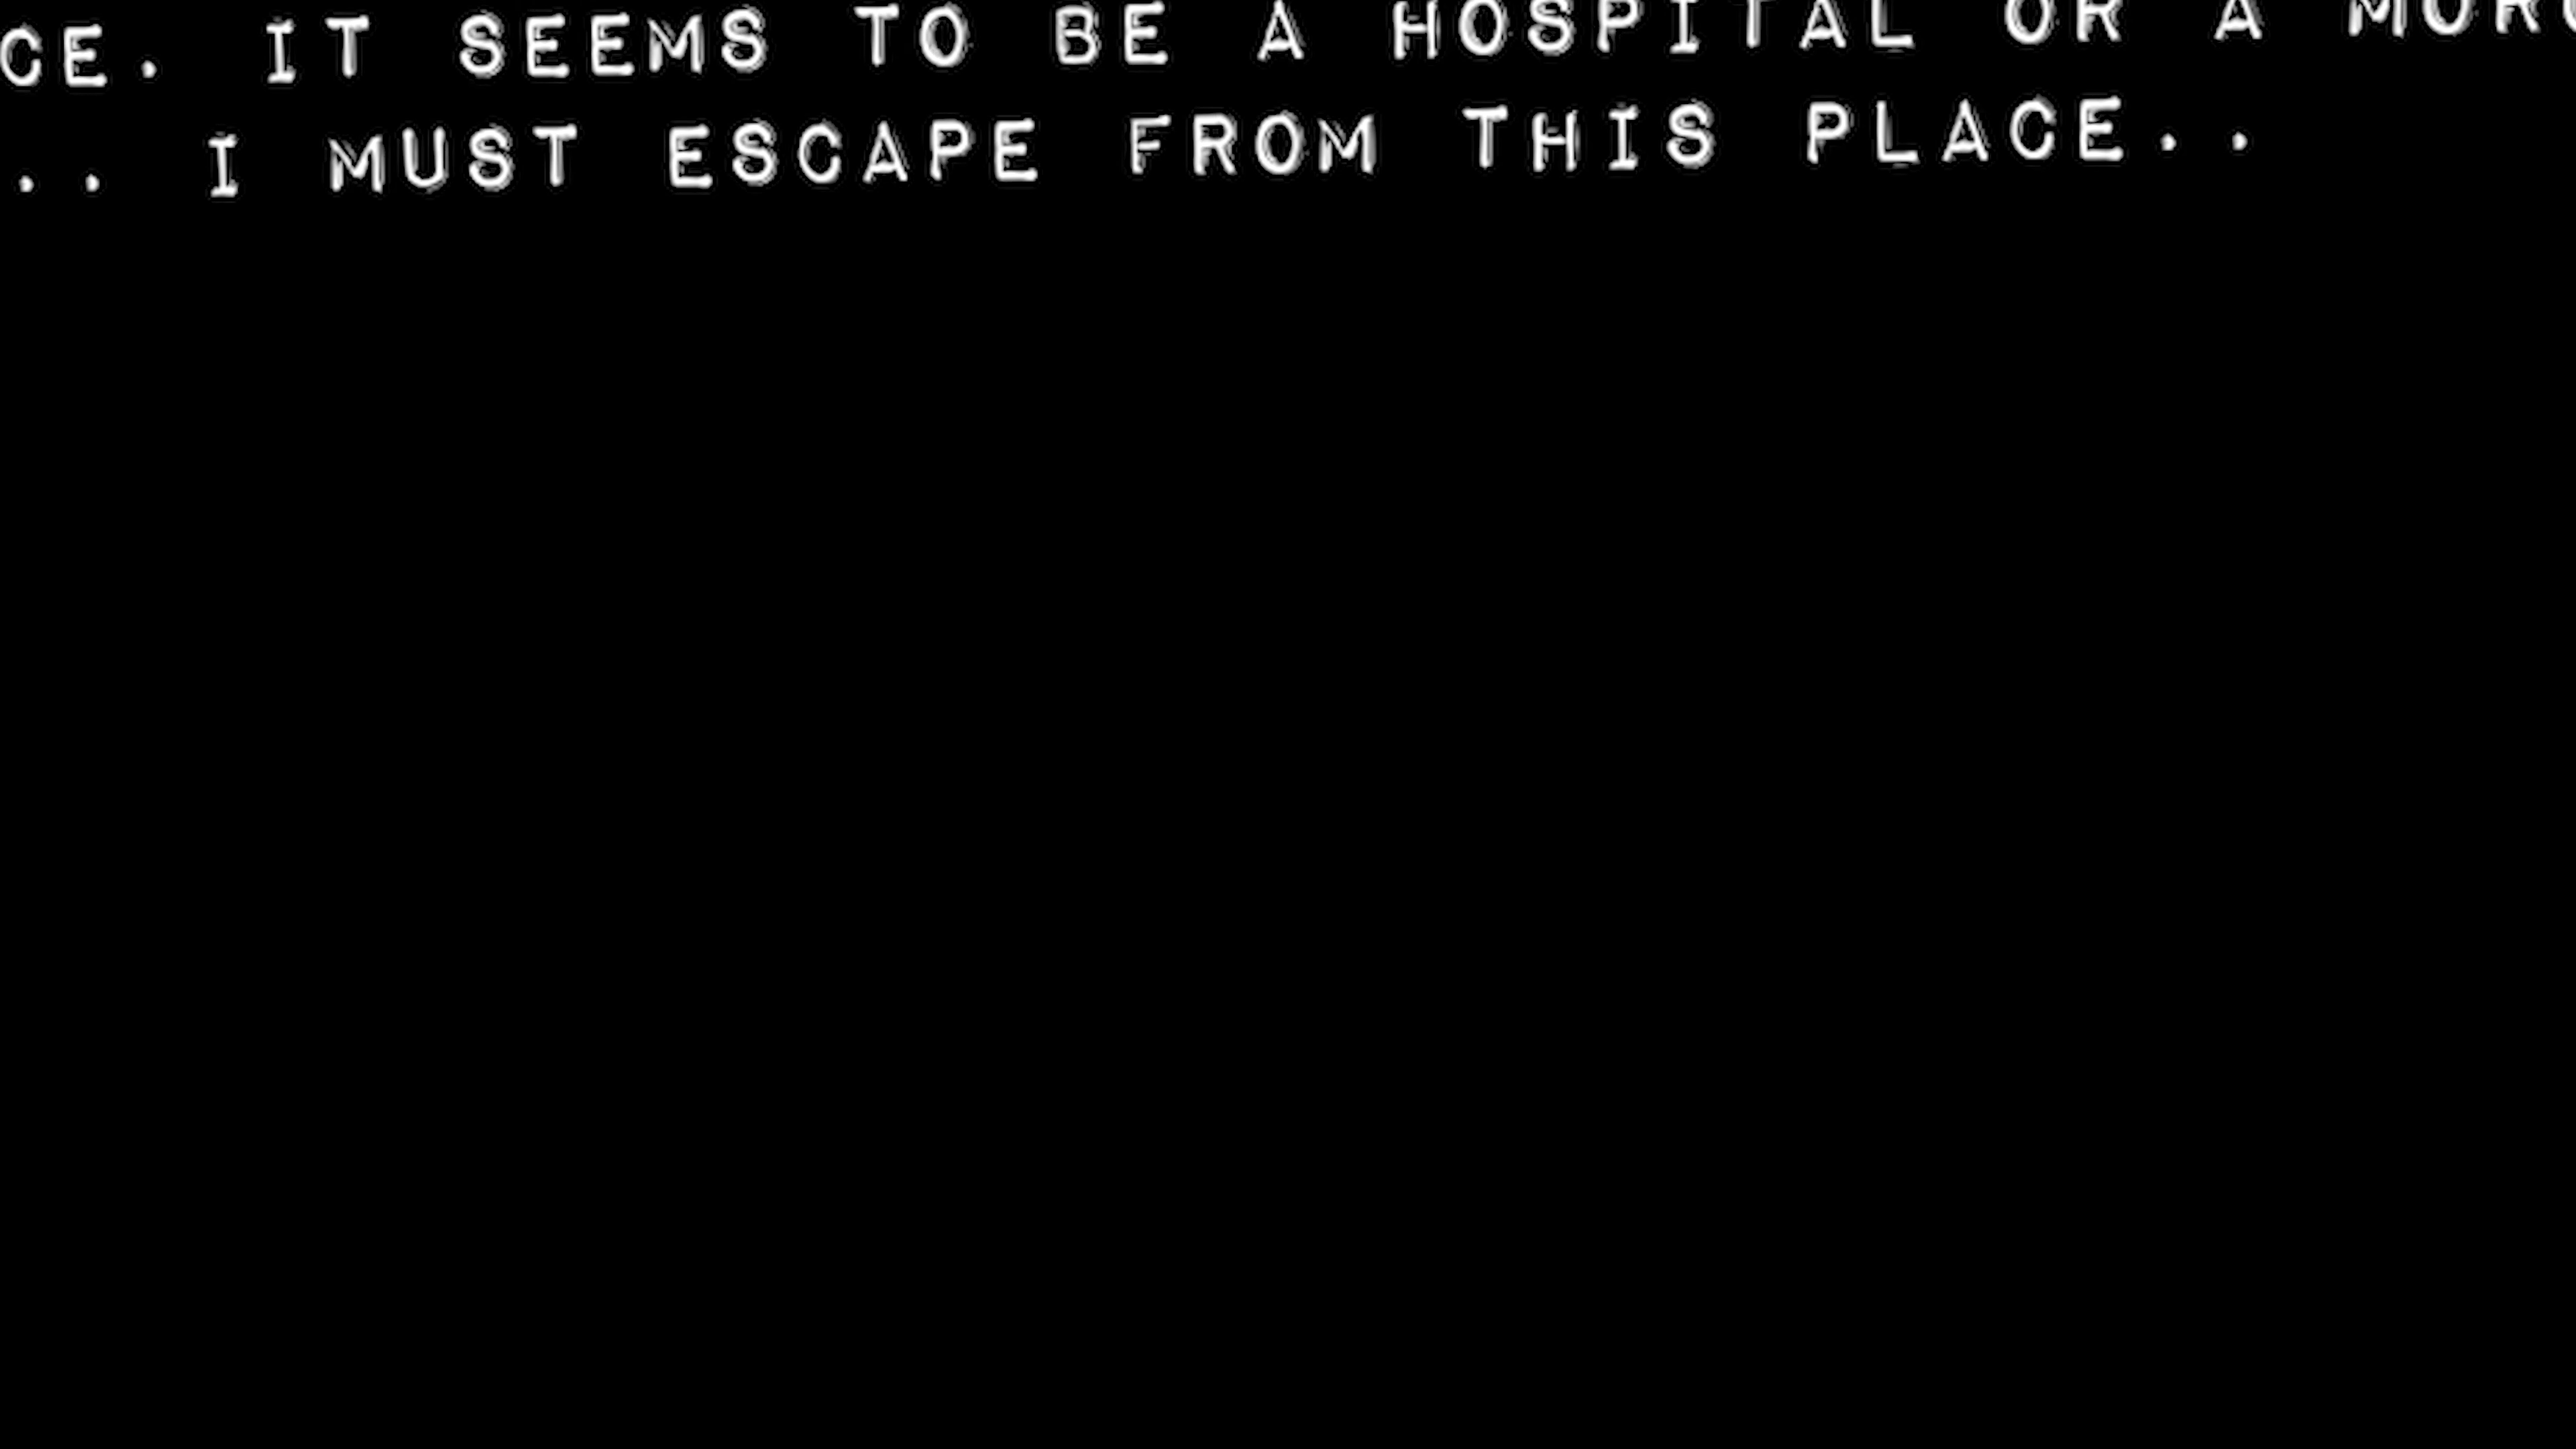 CE. IT SEEMS TO BE A HOSPITAL OR A
.. I MUST ESCAPE FROM THIS PLACE..